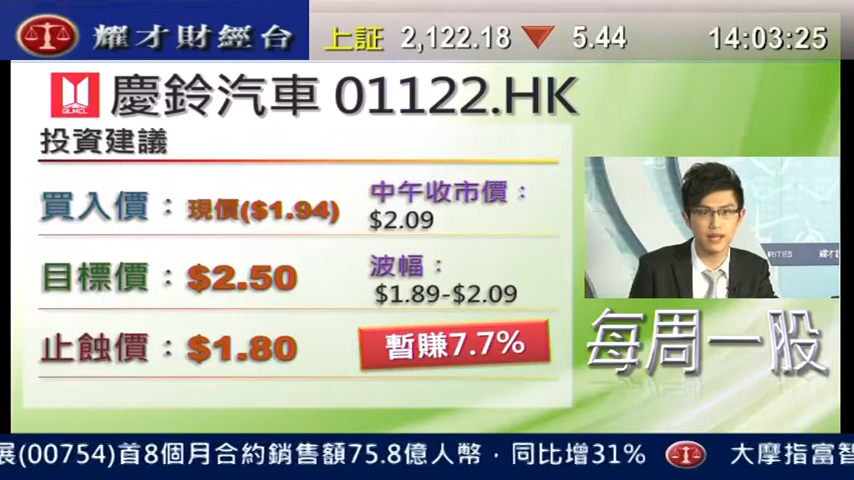 耀才財經台
上証 2,122.18 5.44 14:03:25
慶鈴汽車 01122.HK
QLMCL
投資建議
買入價：現價($1.94)
中午收市價：
$2.09
目標價：$2.50
波幅：
$1.89-$2.09
止蝕價：$1.80
暫賺7.7%
RITIES 耀才
每周一股
展(00754)首8個月合約銷售額75.8億人幣，同比增31% 大摩指富智